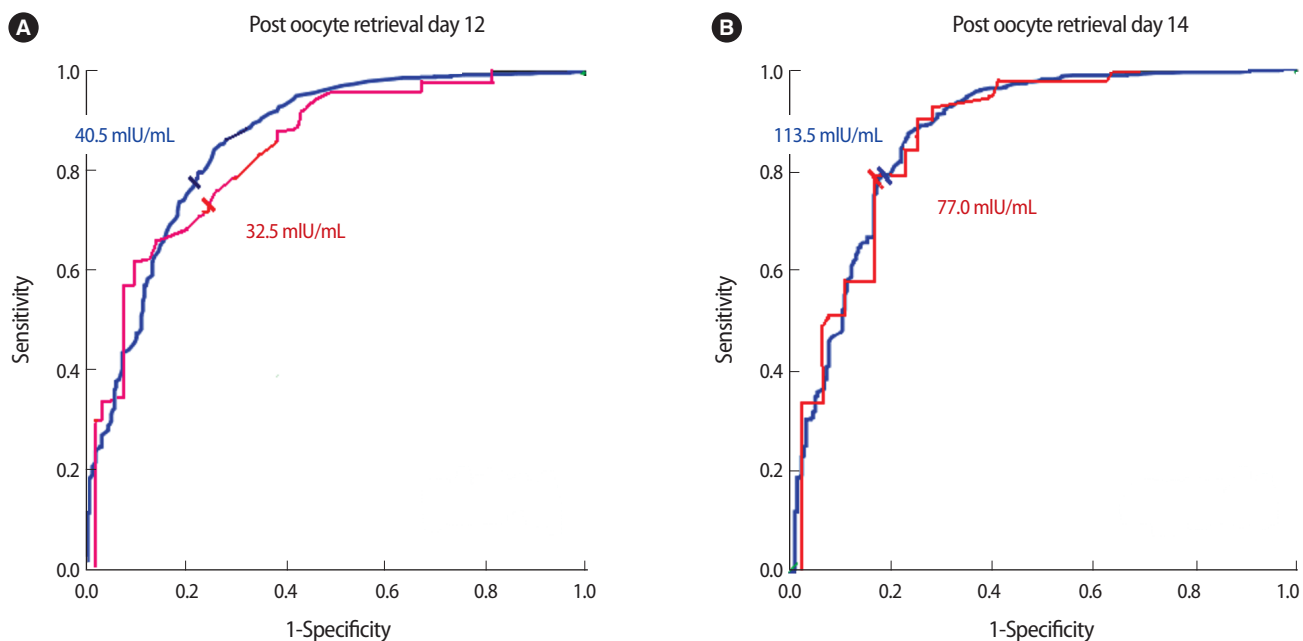 A
Post oocyte retrieval day 12
1.0
40.5 mIU/mL
0.8
32.5 mIU/mL
0.6
Sensitivity
0.4
0.2
0.0
0.0 0.2 0.4 0.6 0.8 1.0
1-Specificity
B
Post oocyte retrieval day 14
1.0
113.5 mIU/mL
0.8
77.0 mIU/mL
0.6
Sensitivity
0.4
0.2
0.0
0.0 0.2 0.4 0.6 0.8 1.0
1-Specificity